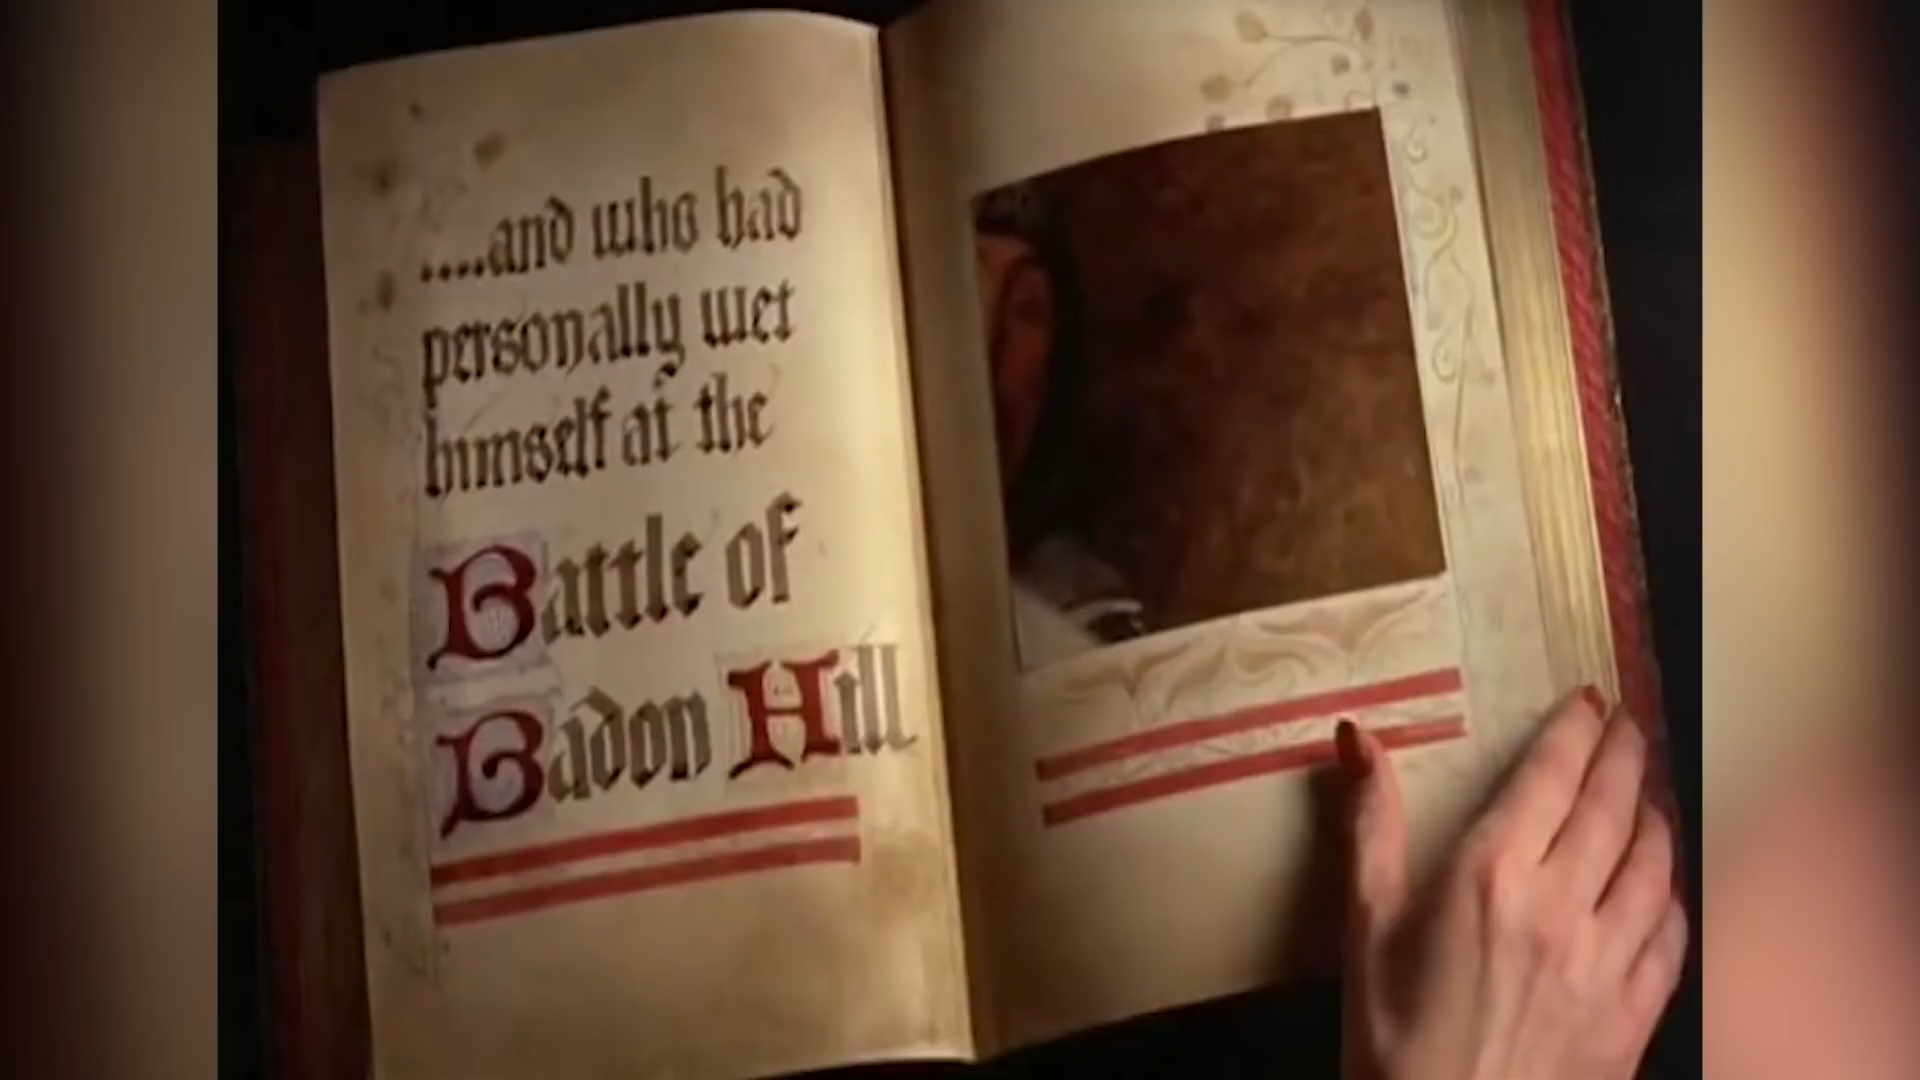 ....and who had
personally wet
himself at the
Battle of
Badon Hill